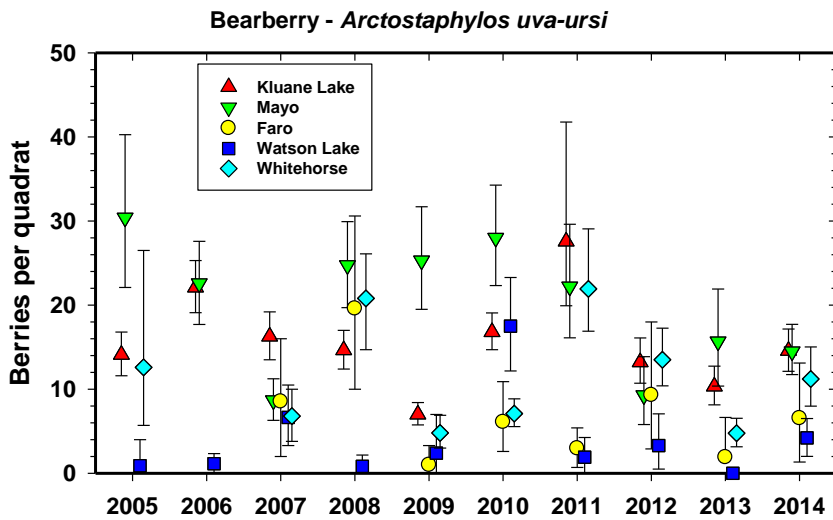 Bearberry - Arctostaphylos uva-ursi
50
40
30
20
10
0
Berries per quadrat
Kluane Lake
Mayo
Faro
Watson Lake
Whitehorse
2005 2006 2007 2008 2009 2010 2011 2012 2013 2014